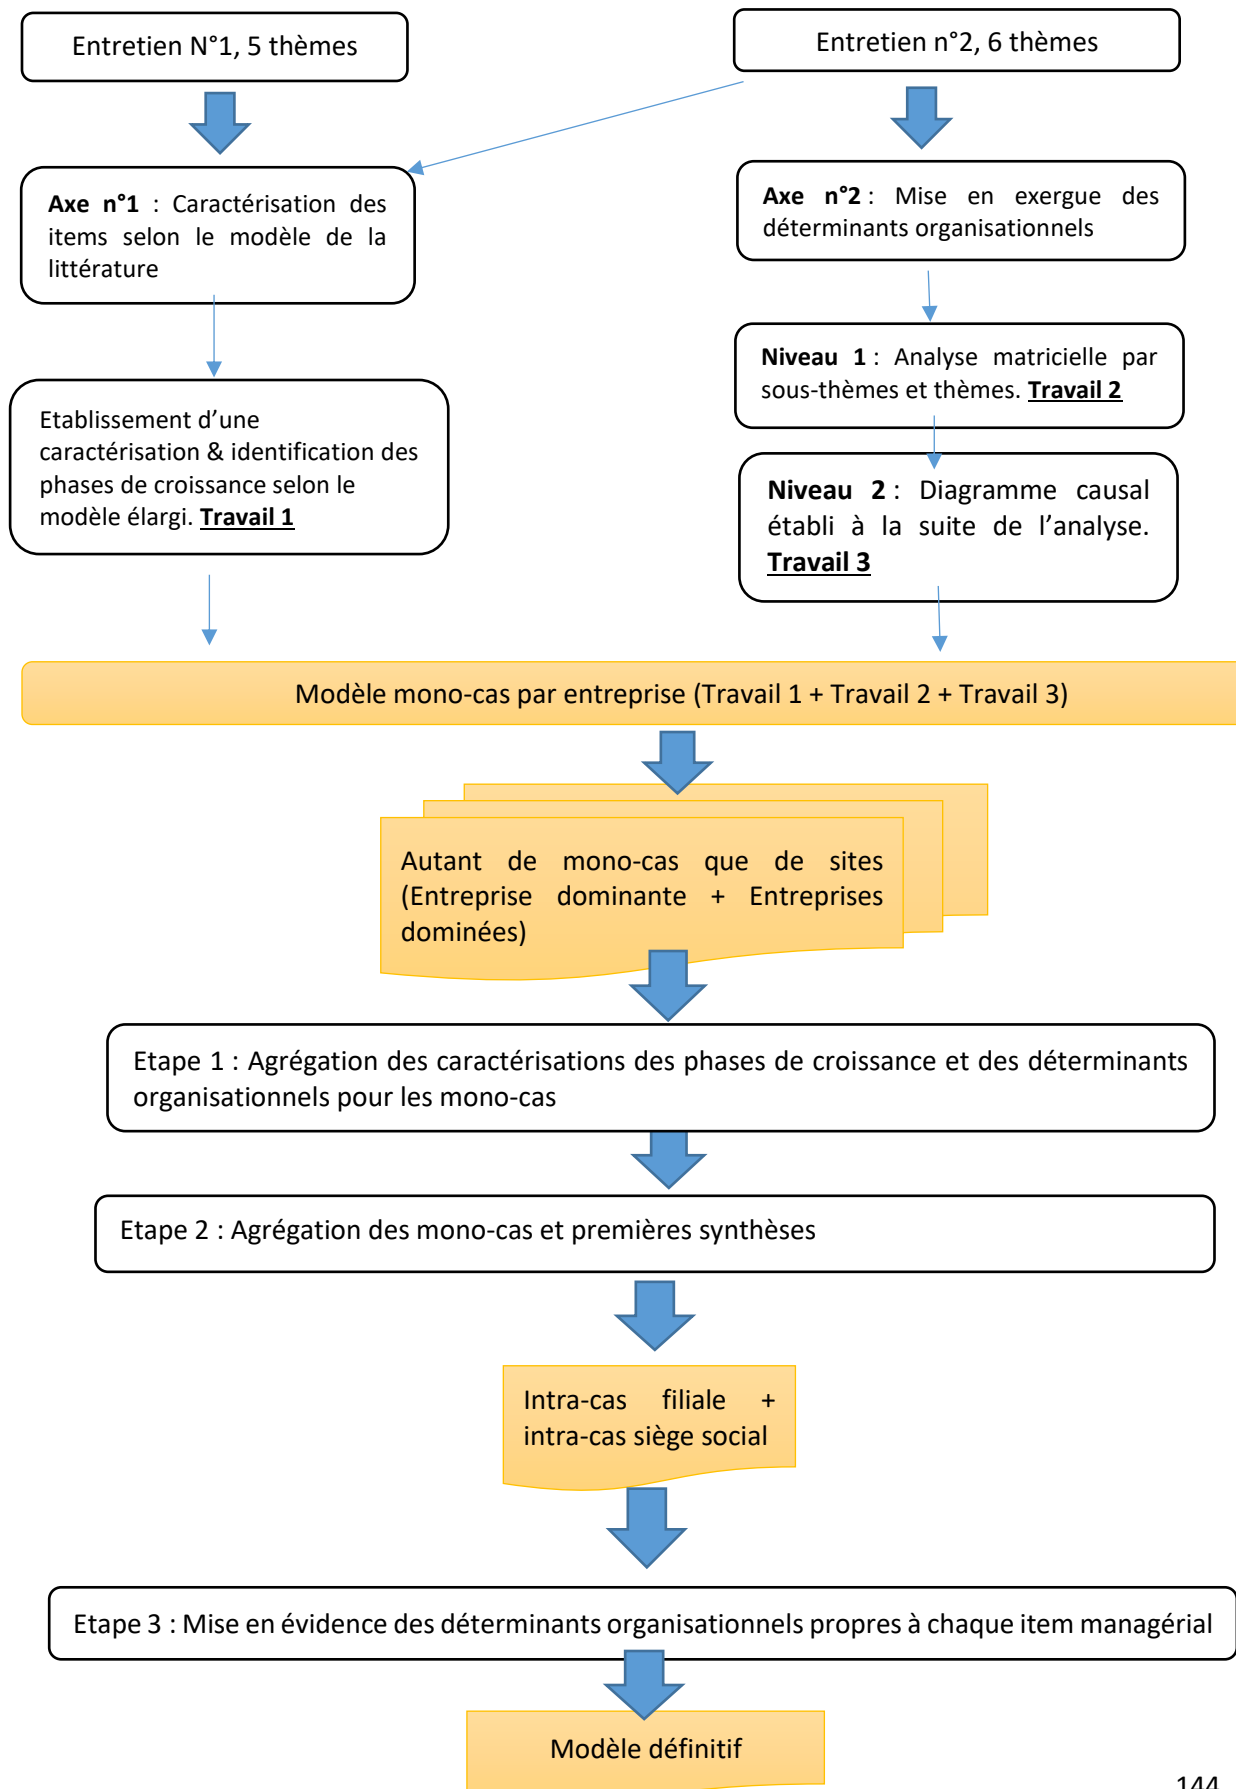 Entretien N°1, 5 thèmes
Entretien n°2, 6 thèmes
Axe n°1 : Caractérisation des
items selon le modèle de la
littérature
Axe n°2 : Mise en exergue des
déterminants organisationnels
Niveau 1 : Analyse matricielle par
sous-thèmes et thèmes. Travail 2
Etablissement d’une
caractérisation & identification des
phases de croissance selon le
modèle élargi. Travail 1
Niveau 2 : Diagramme causal
établi à la suite de l’analyse.
Travail 3
Modèle mono-cas par entreprise (Travail 1 + Travail 2 + Travail 3)
Autant de mono-cas que de sites
(Entreprise dominante + Entreprises
dominées)
Etape 1 : Agrégation des caractérisations des phases de croissance et des déterminants
organisationnels pour les mono-cas
Etape 2 : Agrégation des mono-cas et premières synthèses
Intra-cas filiale +
intra-cas siège social
Etape 3 : Mise en évidence des déterminants organisationnels propres à chaque item managérial
Modèle définitif
144